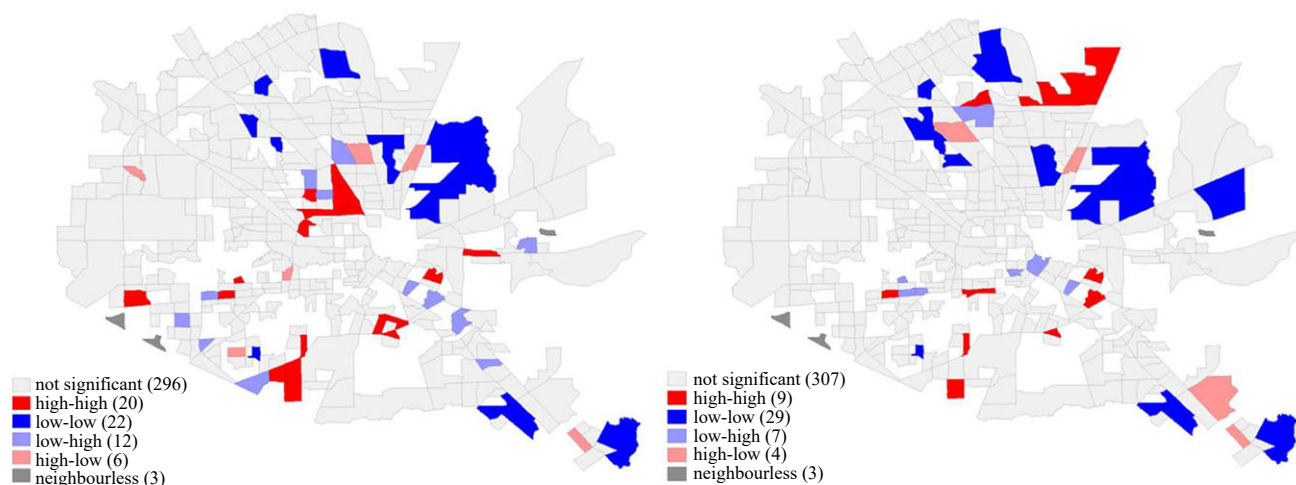 not significant (296)
high-high (20)
low-low (22)
low-high (12)
high-low (6)
neighbourless (3)
not significant (307)
high-high (9)
low-low (29)
low-high (7)
high-low (4)
neighbourless (3)